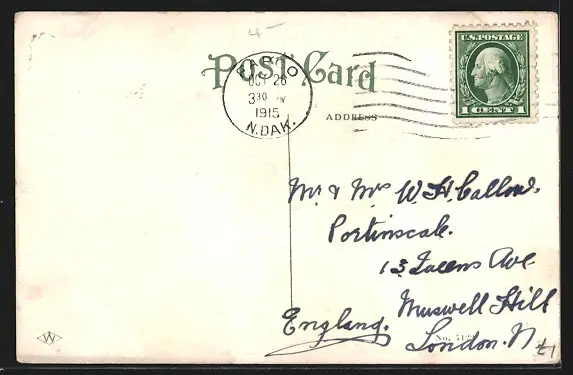 4-
Post Card
OCT 26
3 30 PM
1915
N. DAK.
U.S. POSTAGE
1 CENT 1
ADDRESS
Mr. & Mrs W. H. Callow.
Portinscale.
13 Queens Ave
Muswell Hill
England.
London. N.
W